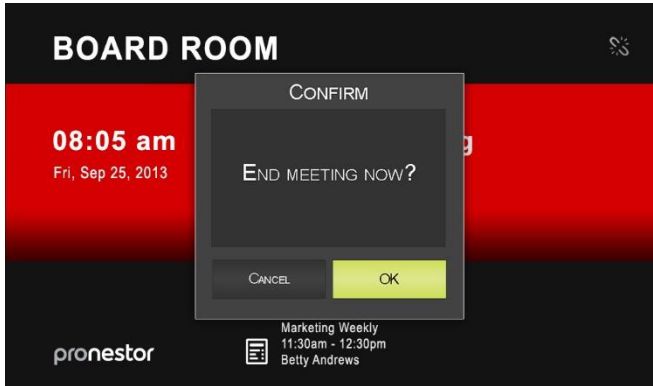 BOARD ROOM
CONFIRM
08:05 am
Fri, Sep 25, 2013
END MEETING NOW?
CANCEL
OK
Marketing Weekly
11:30am - 12:30pm
Betty Andrews
pronestor